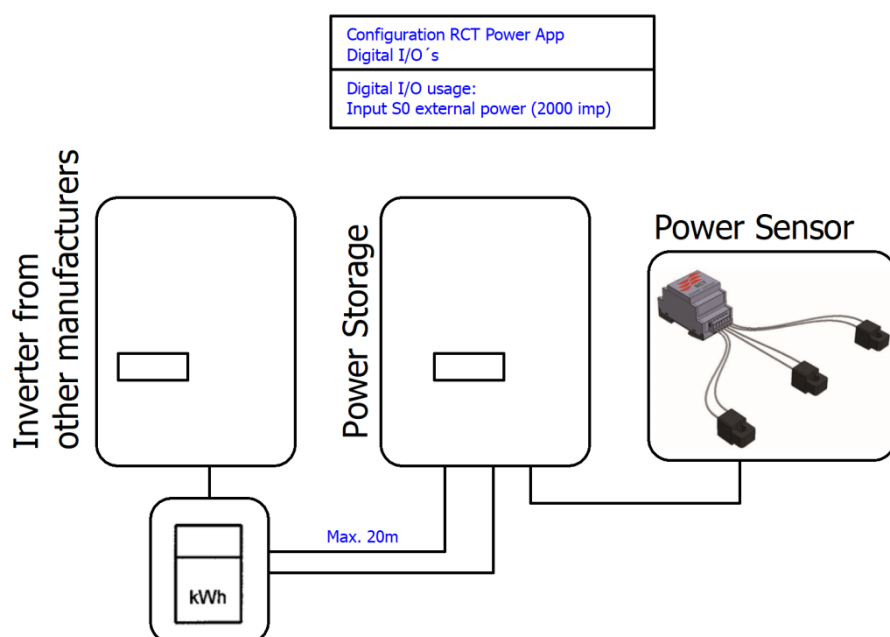 Configuration RCT Power App
Digital I/O´s
Digital I/O usage:
Input S0 external power (2000 imp)
Inverter from
other manufacturers
Power Storage
Power Sensor
RCT
Max. 20m
kWh